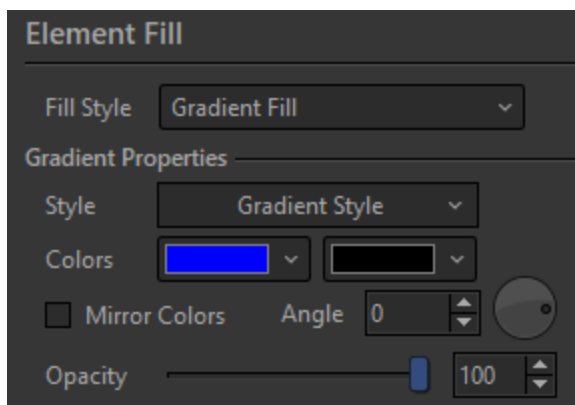 Element Fill
Fill Style Gradient Fill
Gradient Properties
Style Gradient Style
Colors
Mirror Colors Angle 0
Opacity 100